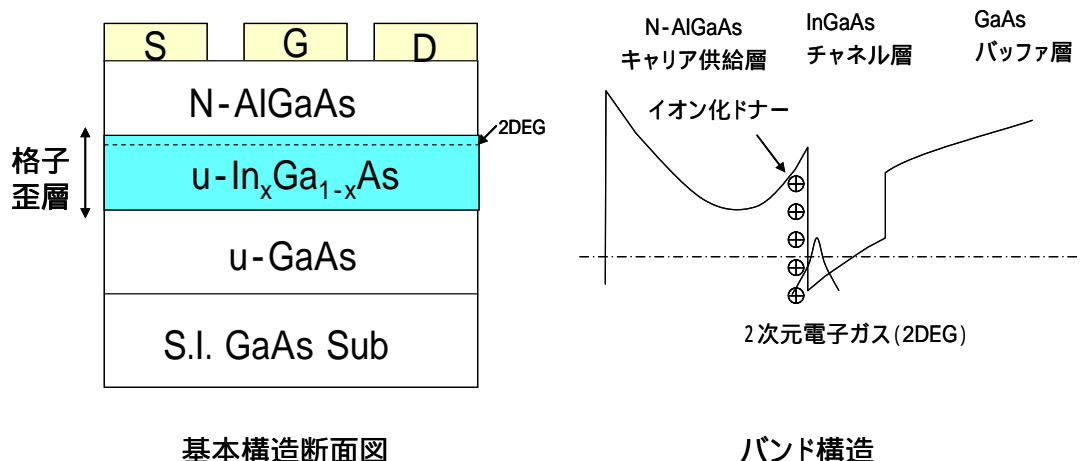 S G D
N-AlGaAs
2DEG
格子
歪層
u-InxGa1-xAs
u-GaAs
S.I. GaAs Sub
基本構造断面図
N-AlGaAs
キャリア供給層
InGaAs
チャネル層
GaAs
バッファ層
イオン化ドナー
2次元電子ガス(2DEG)
バンド構造